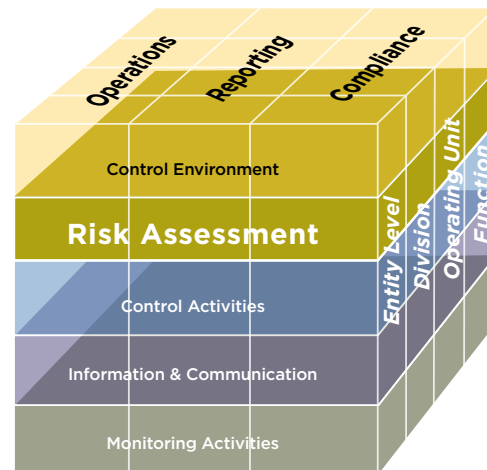 Operations
Reporting
Compliance
Control Environment
Risk Assessment
Control Activities
Information & Communication
Monitoring Activities
Entity Level
Division
Operating Unit
Function